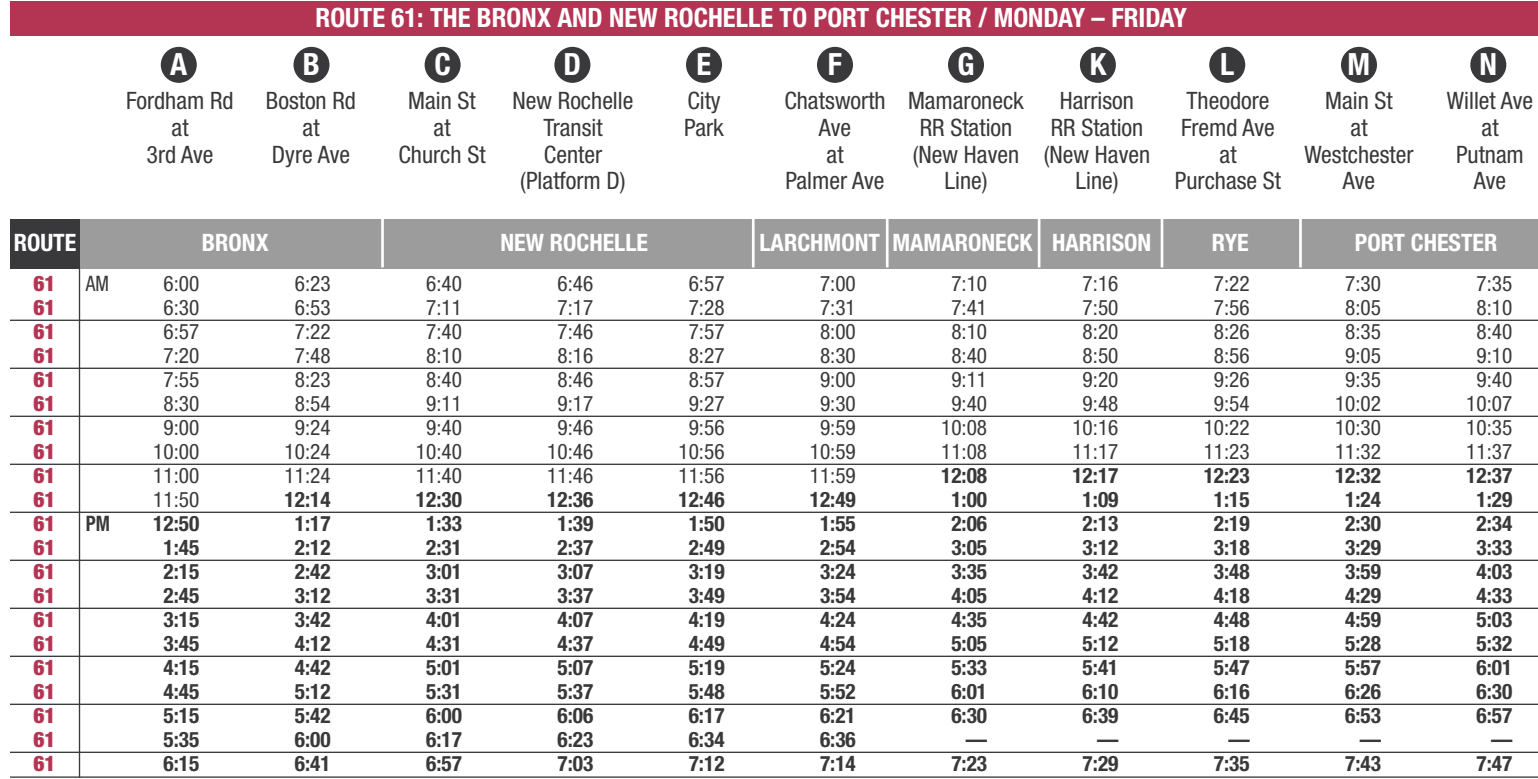 ROUTE 61: THE BRONX AND NEW ROCHELLE TO PORT CHESTER / MONDAY – FRIDAY
A B C D E F G K L M N
Fordham Rd Boston Rd Main St New Rochelle City Chatsworth Mamaroneck Harrison Theodore Main St Willet Ave
at at at Transit Park Ave RR Station RR Station Fremd Ave at at
3rd Ave Dyre Ave Church St Center at (New Haven (New Haven at Westchester Putnam
(Platform D) Palmer Ave Line) Line) Purchase St Ave Ave
ROUTE BRONX NEW ROCHELLE LARCHMONT MAMARONECK HARRISON RYE PORT CHESTER
61 AM 6:00 6:23 6:40 6:46 6:57 7:00 7:10 7:16 7:22 7:30 7:35
61 6:30 6:53 7:11 7:17 7:28 7:31 7:41 7:50 7:56 8:05 8:10
61 6:57 7:22 7:40 7:46 7:57 8:00 8:10 8:20 8:26 8:35 8:40
61 7:20 7:48 8:10 8:16 8:27 8:30 8:40 8:50 8:56 9:05 9:10
61 7:55 8:23 8:40 8:46 8:57 9:00 9:11 9:20 9:26 9:35 9:40
61 8:30 8:54 9:11 9:17 9:27 9:30 9:40 9:48 9:54 10:02 10:07
61 9:00 9:24 9:40 9:46 9:56 9:59 10:08 10:16 10:22 10:30 10:35
61 10:00 10:24 10:40 10:46 10:56 10:59 11:08 11:17 11:23 11:32 11:37
61 11:00 11:24 11:40 11:46 11:56 11:59 12:08 12:17 12:23 12:32 12:37
61 11:50 12:14 12:30 12:36 12:46 12:49 1:00 1:09 1:15 1:24 1:29
61 PM 12:50 1:17 1:33 1:39 1:50 1:55 2:06 2:13 2:19 2:30 2:34
61 1:45 2:12 2:31 2:37 2:49 2:54 3:05 3:12 3:18 3:29 3:33
61 2:15 2:42 3:01 3:07 3:19 3:24 3:35 3:42 3:48 3:59 4:03
61 2:45 3:12 3:31 3:37 3:49 3:54 4:05 4:12 4:18 4:29 4:33
61 3:15 3:42 4:01 4:07 4:19 4:24 4:35 4:42 4:48 4:59 5:03
61 3:45 4:12 4:31 4:37 4:49 4:54 5:05 5:12 5:18 5:28 5:32
61 4:15 4:42 5:01 5:07 5:19 5:24 5:33 5:41 5:47 5:57 6:01
61 4:45 5:12 5:31 5:37 5:48 5:52 6:01 6:10 6:16 6:26 6:30
61 5:15 5:42 6:00 6:06 6:17 6:21 6:30 6:39 6:45 6:53 6:57
61 5:35 6:00 6:17 6:23 6:34 6:36 — — — — —
61 6:15 6:41 6:57 7:03 7:12 7:14 7:23 7:29 7:35 7:43 7:47